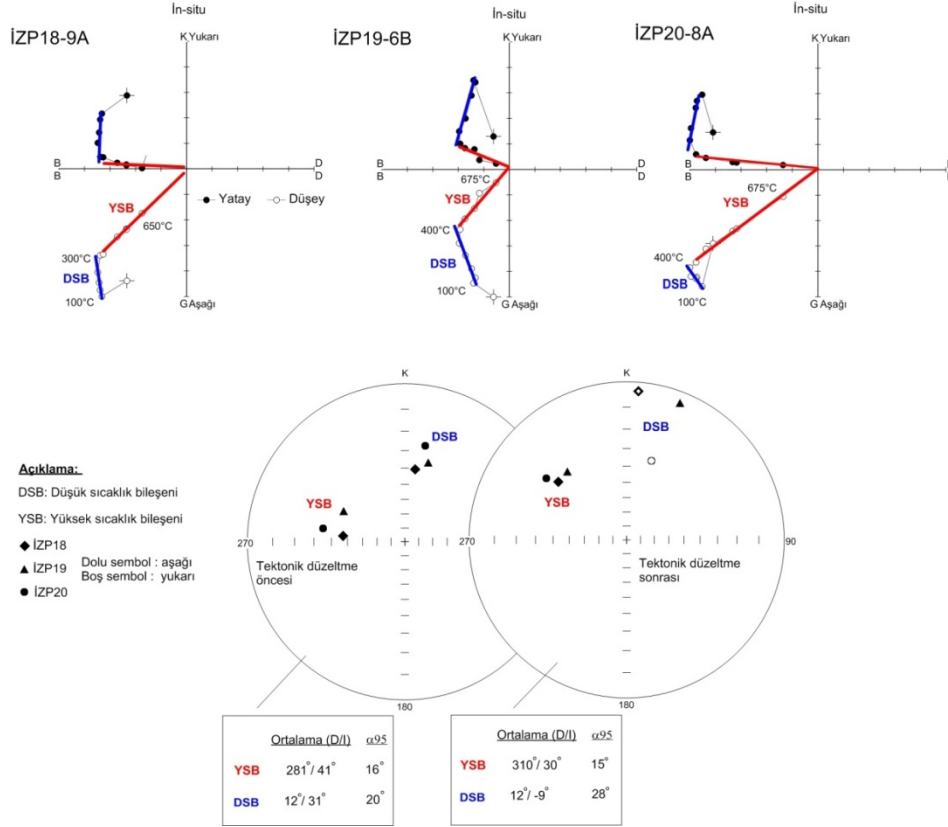 İn-situ
İZP18-9A
K Yukarı
B
B
D
D
YSB
650°C
300°C
DSB
100°C
G Aşağı
Yatay
Düşey
İn-situ
İZP19-6B
K Yukarı
B
B
D
D
675°C
YSB
400°C
DSB
100°C
G Aşağı
İn-situ
İZP20-8A
K Yukarı
B
B
675°C
YSB
400°C
DSB
100°C
G Aşağı
Açıklama:
DSB: Düşük sıcaklık bileşeni
YSB: Yüksek sıcaklık bileşeni
İZP18
İZP19
İZP20
Dolu sembol : aşağı
Boş sembol : yukarı
K
DSB
YSB
270
Tektonik düzeltme
öncesi
180
K
DSB
YSB
270
90
Tektonik düzeltme
sonrası
180
Ortalama (D/I) α95
YSB 281°/ 41° 16°
DSB 12°/ 31° 20°
Ortalama (D/I) α95
YSB 310°/ 30° 15°
DSB 12°/ -9° 28°